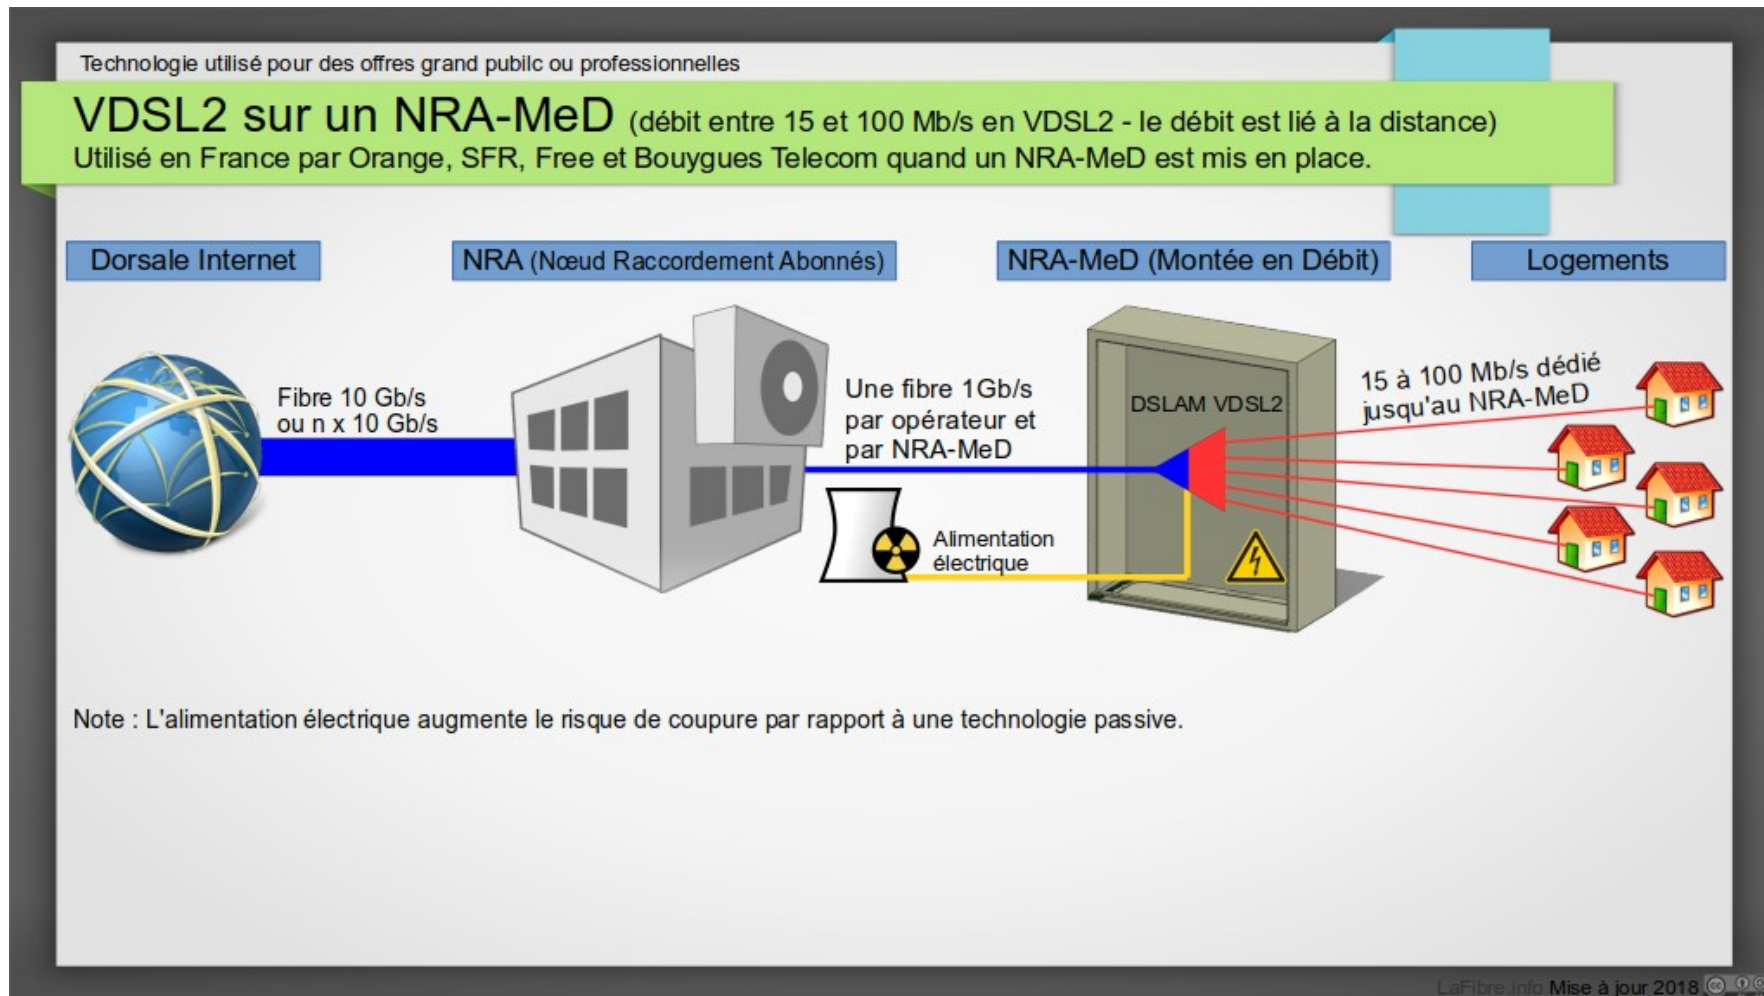 Technologie utilisé pour des offres grand pubilc ou professionnelles
VDSL2 sur un NRA-MeD (débit entre 15 et 100 Mb/s en VDSL2 - le débit est lié à la distance)
Utilisé en France par Orange, SFR, Free et Bouygues Telecom quand un NRA-MeD est mis en place.
Dorsale Internet
NRA (Nœud Raccordement Abonnés)
NRA-MeD (Montée en Débit)
Logements
Fibre 10 Gb/s
ou n x 10 Gb/s
Une fibre 1Gb/s
par opérateur et
par NRA-MeD
DSLAM VDSL2
15 à 100 Mb/s dédié
jusqu'au NRA-MeD
Alimentation
électrique
Note : L'alimentation électrique augmente le risque de coupure par rapport à une technologie passive.
LaFibre.info Mise à jour 2018